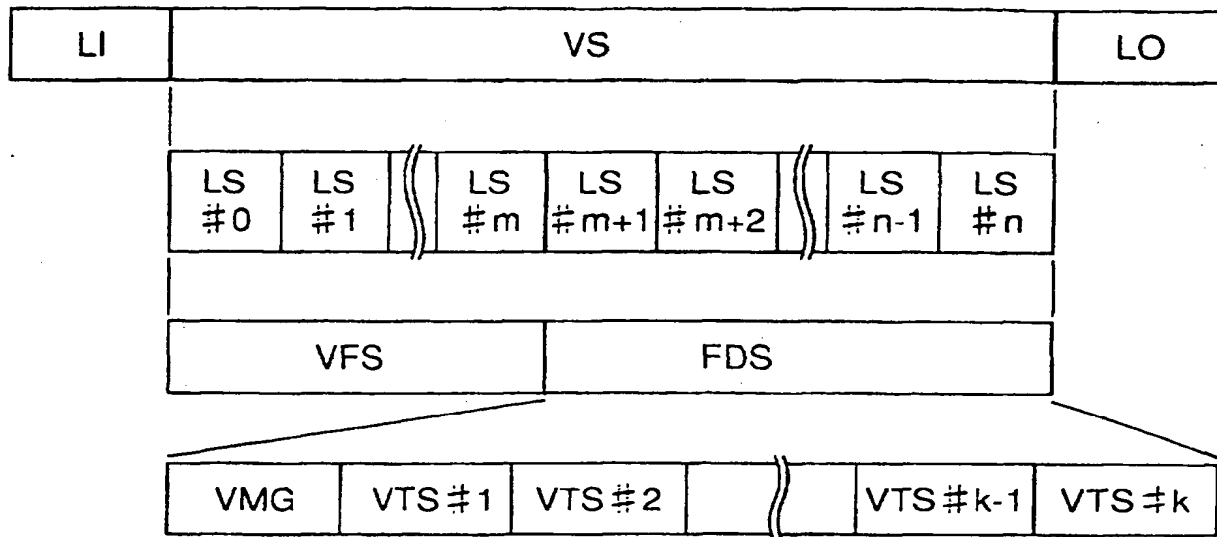 LI VS LO
LS LS LS LS LS LS LS
#0 #1 #m #m+1 #m+2 #n-1 #n
VFS FDS
VMG VTS#1 VTS#2 VTS#k-1 VTS#k